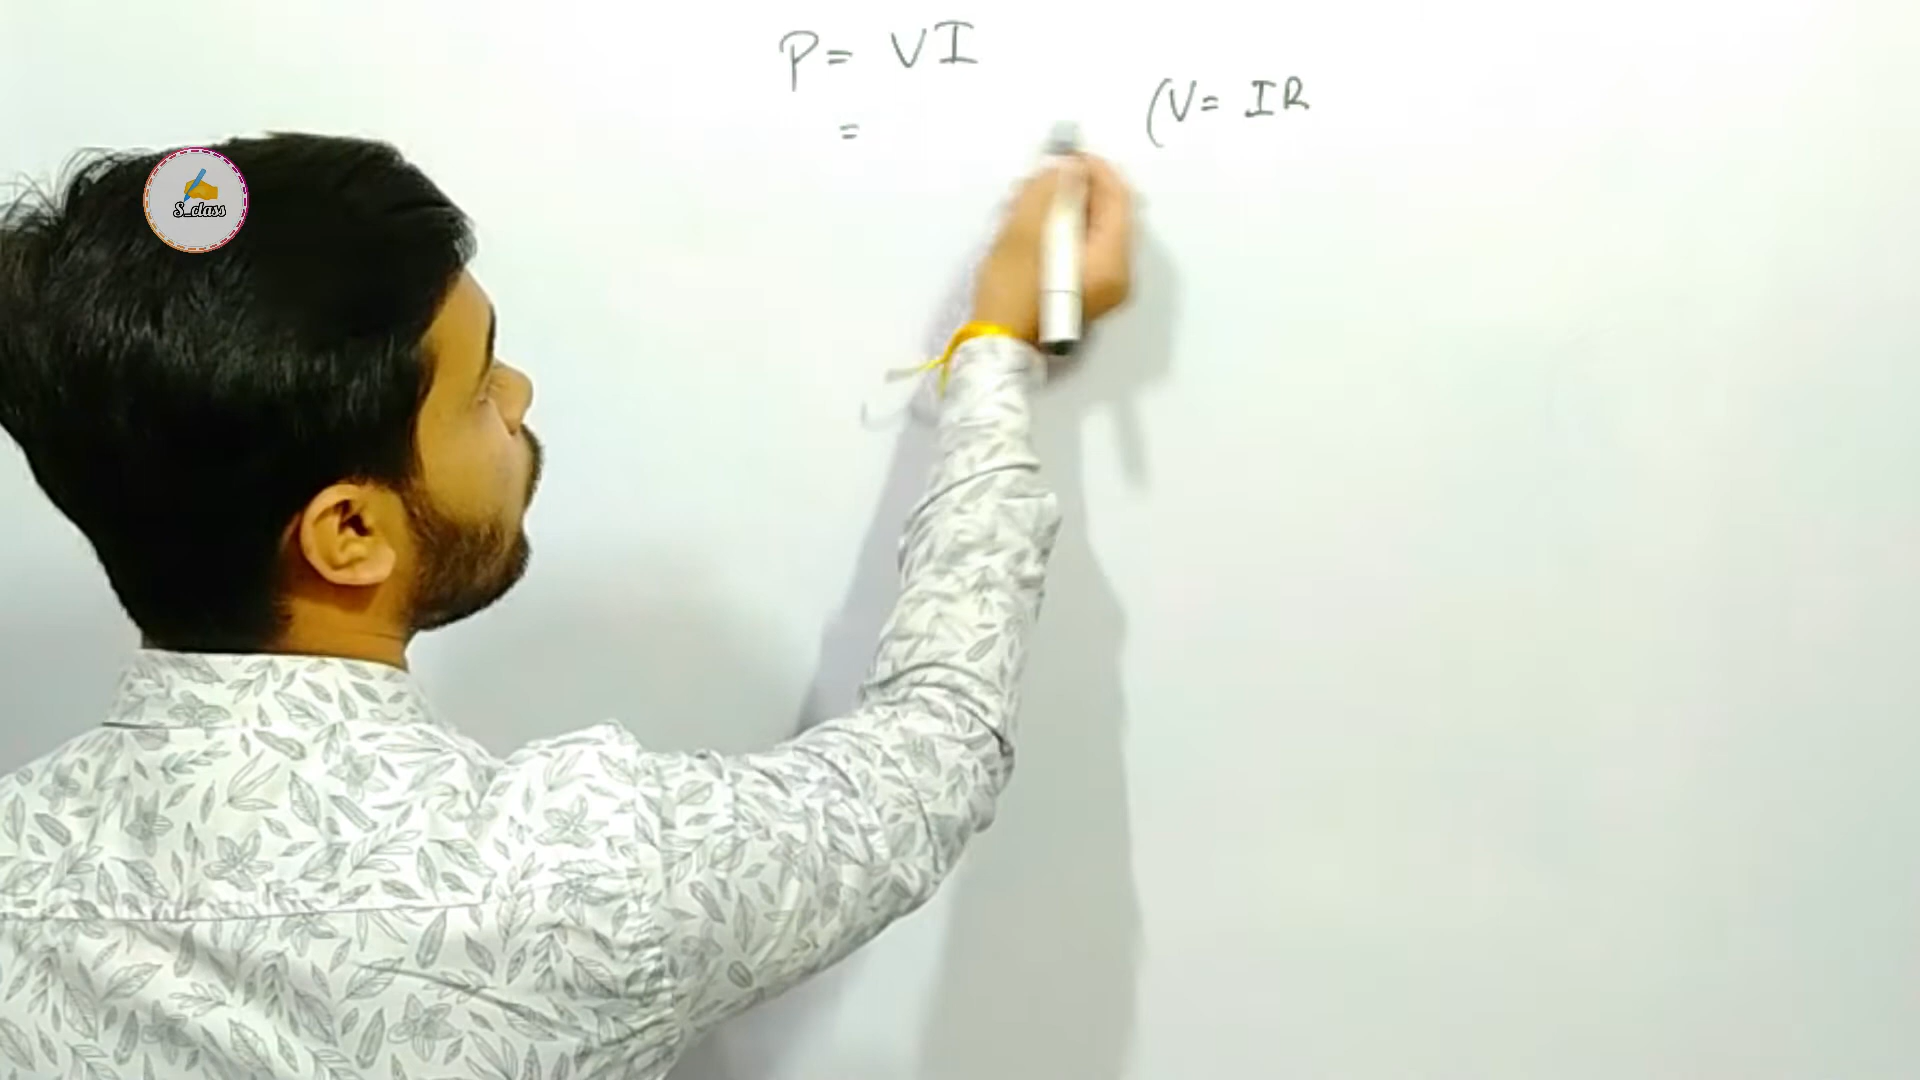 P = VI
(V = IR
=
S_class